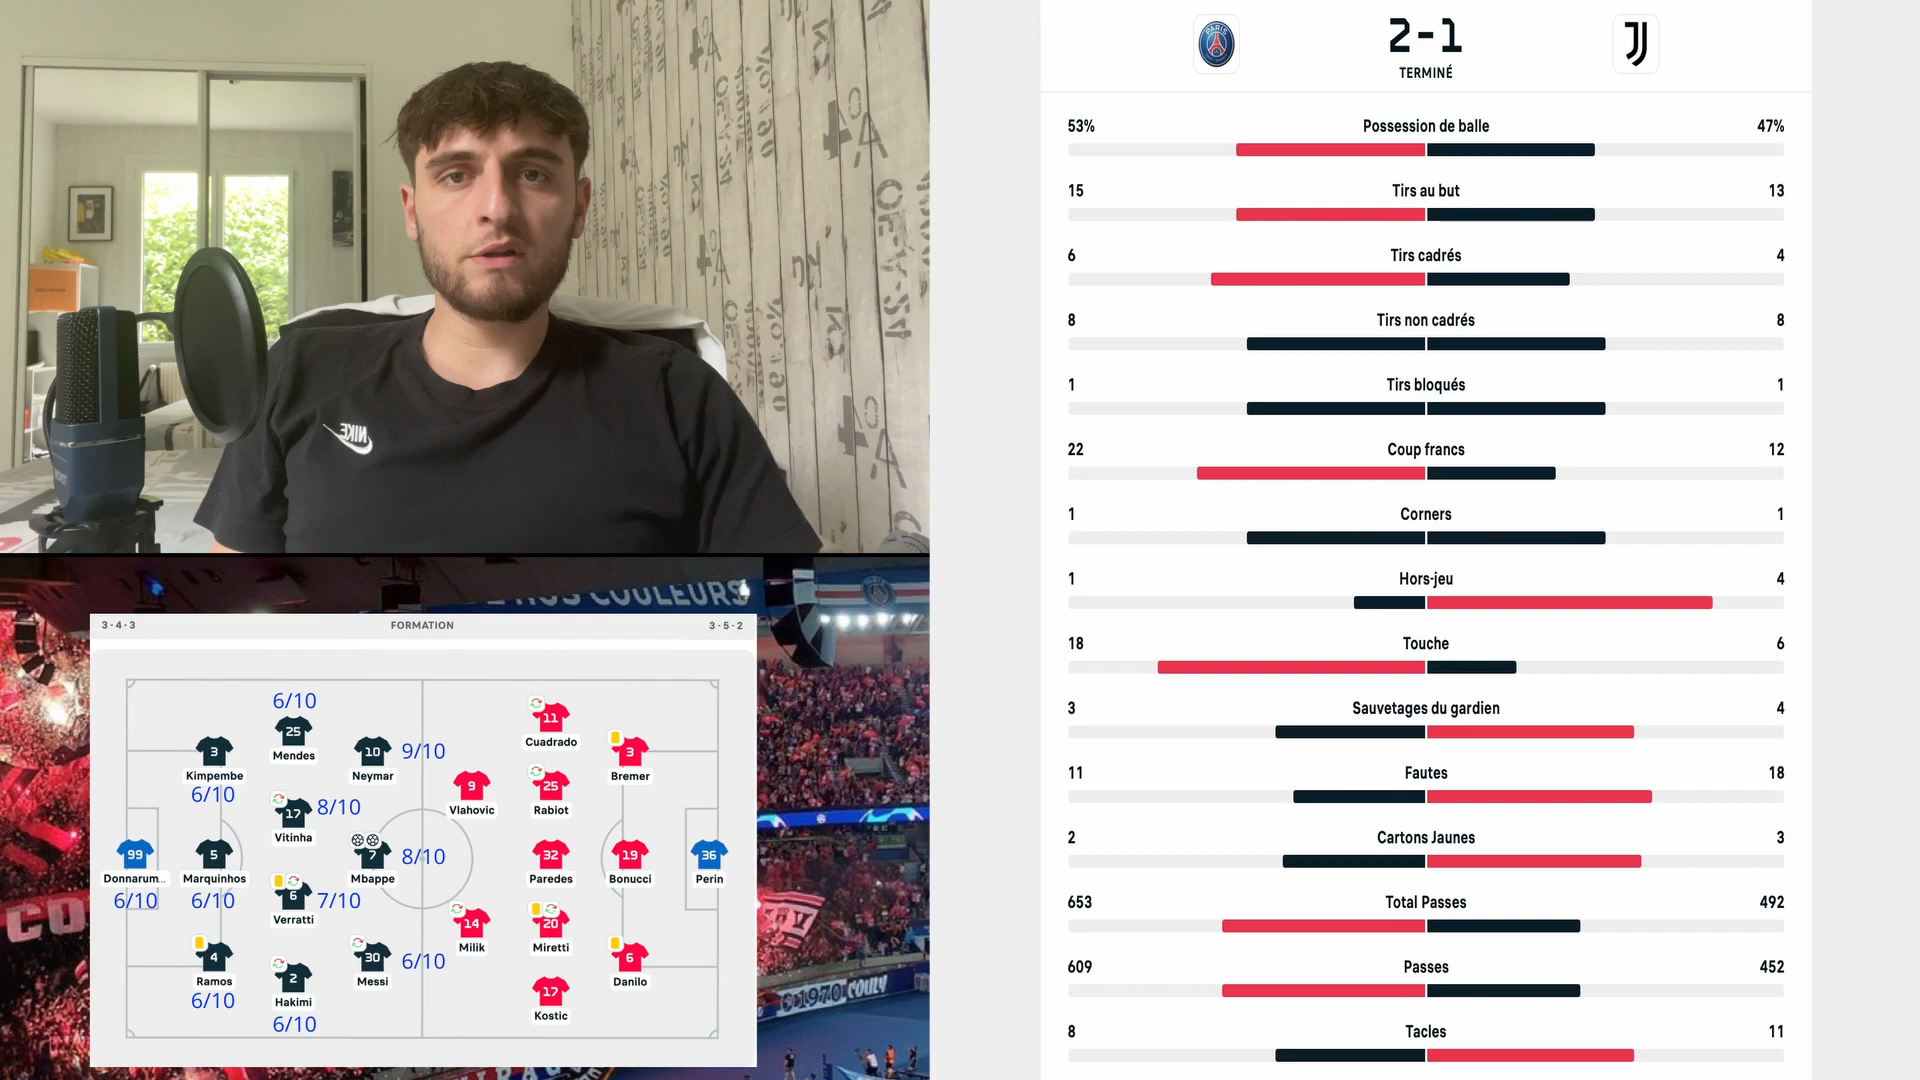 NIKE
E NOS COULEURS
3-4-3
FORMATION
3-5-2
6/10
25
Mendes
3
Kimpembe
6/10
10
Neymar
9/10
17
Vitinha
8/10
99
Donnarum...
6/10
5
Marquinhos
6/10
7
Mbappe
8/10
6
Verratti
7/10
4
Ramos
6/10
2
Hakimi
6/10
30
Messi
6/10
11
Cuadrado
3
Bremer
9
Vlahovic
25
Rabiot
32
Paredes
19
Bonucci
36
Perin
14
Milik
20
Miretti
6
Danilo
17
Kostic
1970 COULY
PARIS
2-1
TERMINÉ
53% Possession de balle 47%
15 Tirs au but 13
6 Tirs cadrés 4
8 Tirs non cadrés 8
1 Tirs bloqués 1
22 Coup francs 12
1 Corners 1
1 Hors-jeu 4
18 Touche 6
3 Sauvetages du gardien 4
11 Fautes 18
2 Cartons Jaunes 3
653 Total Passes 492
609 Passes 452
8 Tacles 11